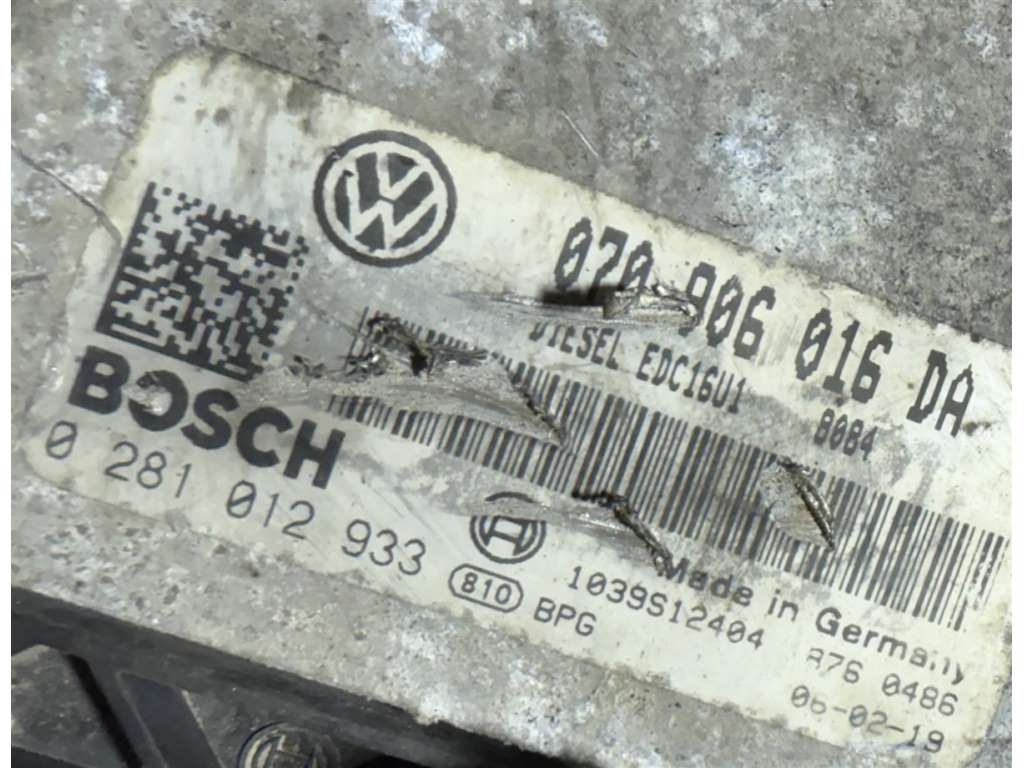 070 906 016 DA
DIESEL EDC16U1 8084
BOSCH
0 281 012 933
810 BPG
1039S12404
Made in Germany
876 0486
06-02-19